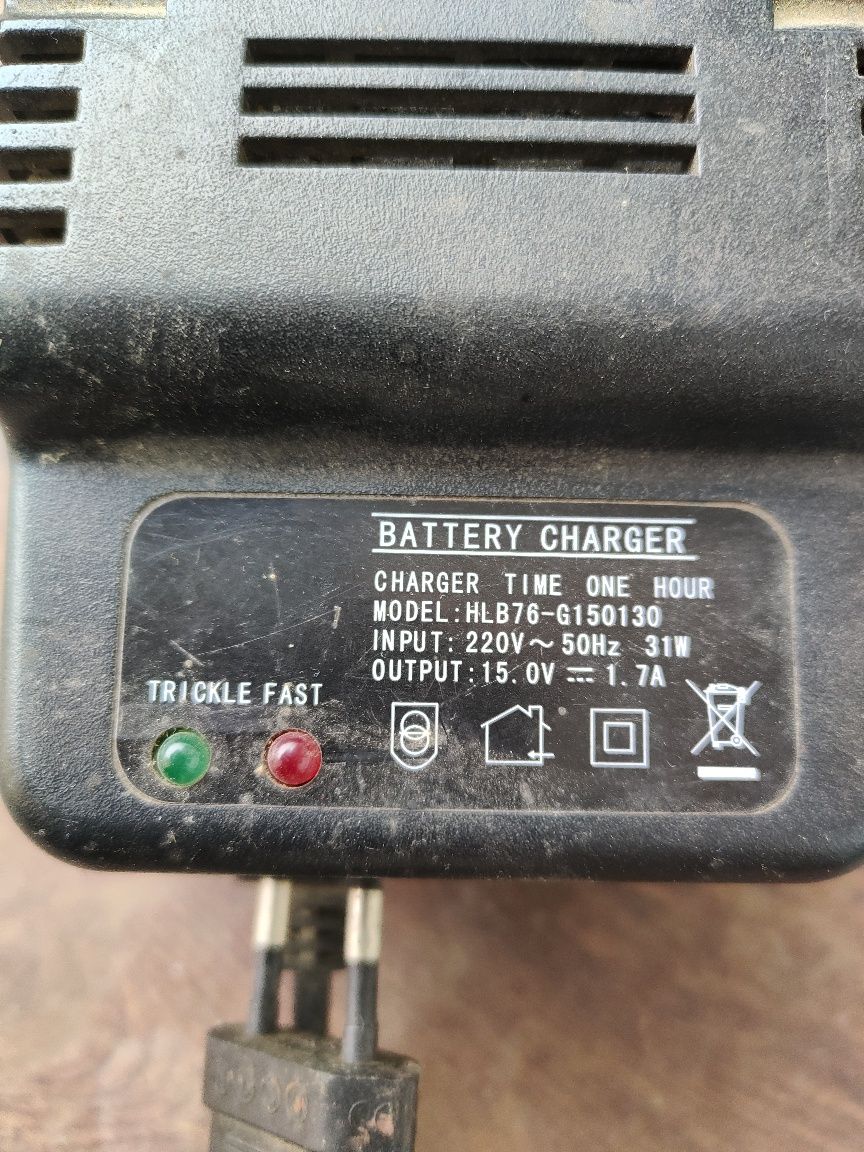 BATTERY CHARGER
CHARGER TIME ONE HOUR
MODEL:HLB76-G150130
INPUT: 220V~50Hz 31W
OUTPUT:15.0V⎓1.7A
TRICKLE FAST